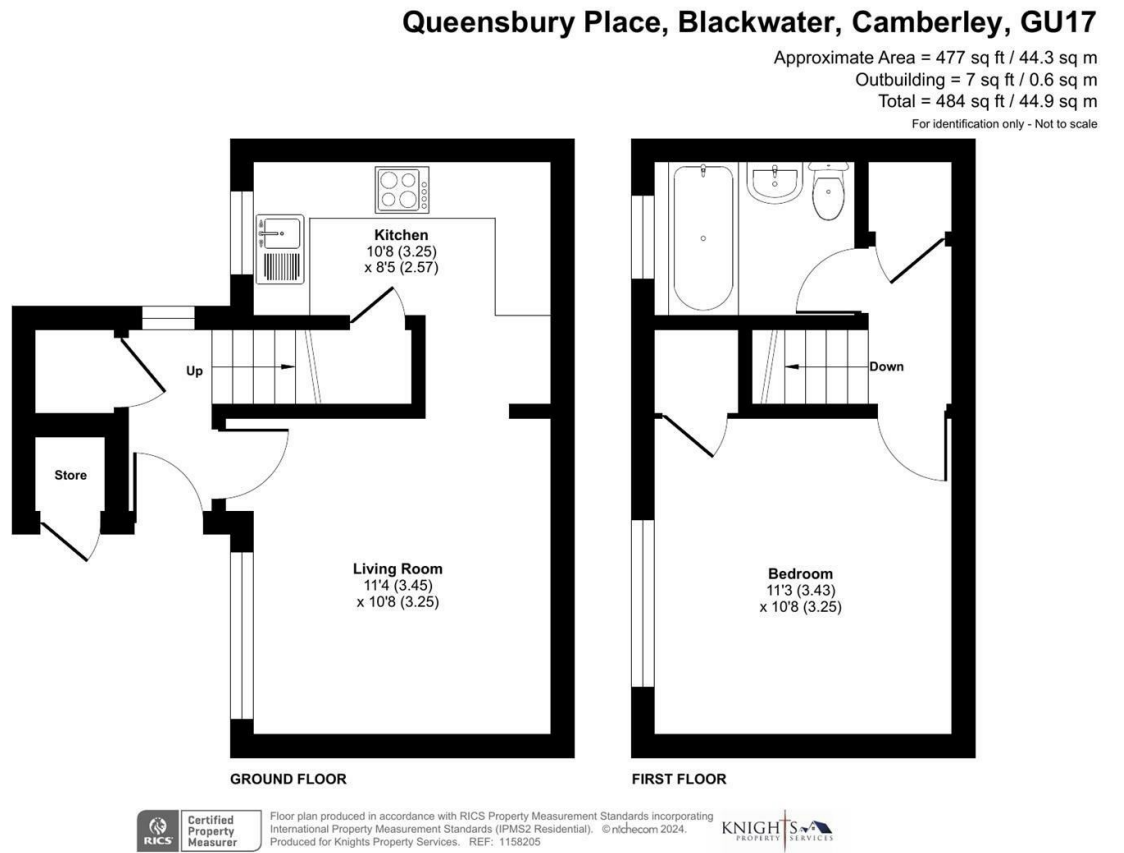 Queensbury Place, Blackwater, Camberley, GU17
Approximate Area = 477 sq ft / 44.3 sq m
Outbuilding = 7 sq ft / 0.6 sq m
Total = 484 sq ft / 44.9 sq m
For identification only - Not to scale
Kitchen
10'8 (3.25)
x 8'5 (2.57)
Up
Down
Store
Living Room
11'4 (3.45)
x 10'8 (3.25)
Bedroom
11'3 (3.43)
x 10'8 (3.25)
GROUND FLOOR
FIRST FLOOR
RICS
Certified
Property
Measurer
Floor plan produced in accordance with RICS Property Measurement Standards incorporating
International Property Measurement Standards (IPMS2 Residential). © nichecom 2024.
Produced for Knights Property Services. REF: 1158205
KNIGHTS
PROPERTY SERVICES